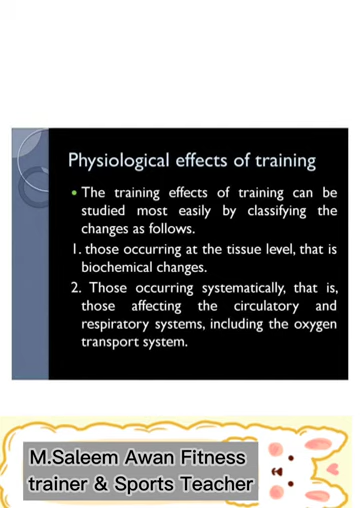 Physiological effects of training
• The training effects of training can be
studied most easily by classifying the
changes as follows.
1. those occurring at the tissue level, that is
biochemical changes.
2. Those occurring systematically, that is,
those affecting the circulatory and
respiratory systems, including the oxygen
transport system.
M.Saleem Awan Fitness
trainer & Sports Teacher